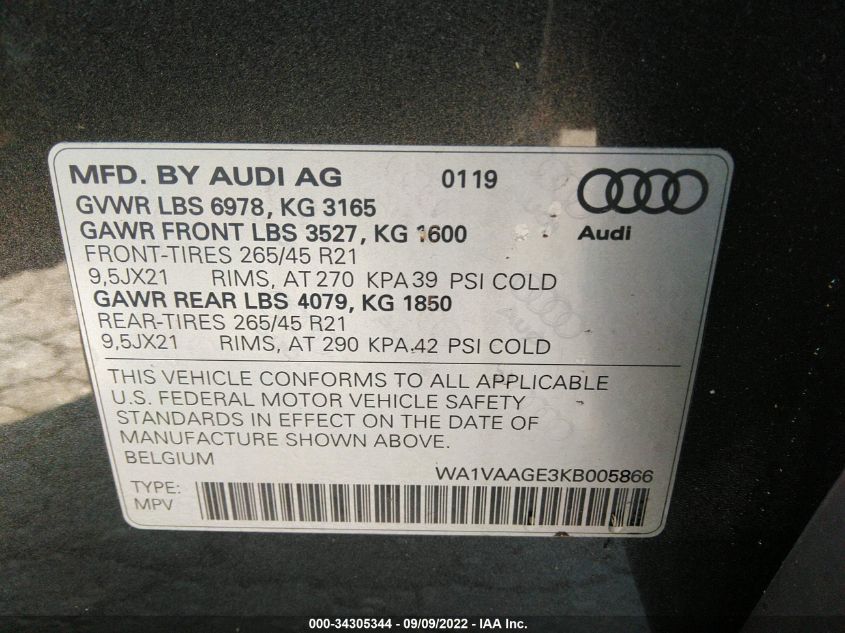 MFD. BY AUDI AG 0119
GVWR LBS 6978, KG 3165
GAWR FRONT LBS 3527, KG 1600
Audi
FRONT-TIRES 265/45 R21
9,5JX21 RIMS, AT 270 KPA 39 PSI COLD
GAWR REAR LBS 4079, KG 1850
REAR-TIRES 265/45 R21
9,5JX21 RIMS, AT 290 KPA 42 PSI COLD
THIS VEHICLE CONFORMS TO ALL APPLICABLE
U.S. FEDERAL MOTOR VEHICLE SAFETY
STANDARDS IN EFFECT ON THE DATE OF
MANUFACTURE SHOWN ABOVE.
BELGIUM
WA1VAAGE3KB005866
TYPE:
MPV
000-34305344 - 09/09/2022 - IAA Inc.